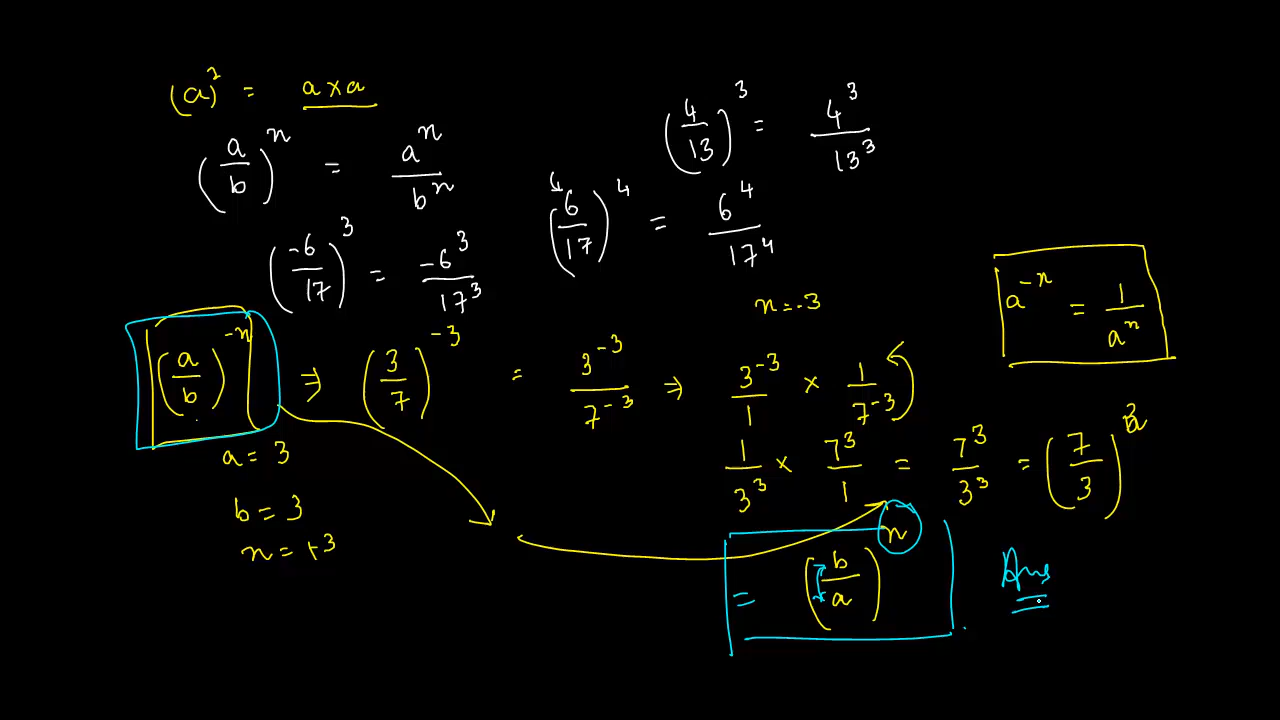 (a)² = a × a
(a/b)ⁿ = aⁿ/bⁿ
(4/13)³ = 4³/13³
(6/17)⁴ = 6⁴/17⁴
(-6/17)³ = -6³/17³
n = -3
a⁻ⁿ = 1/aⁿ
(a/b)⁻ⁿ ⇒ (3/7)⁻³ = 3⁻³/7⁻³ ⇒ 3⁻³/1 × 1/7⁻³
a = 3
1/3³ × 7³/1 = 7³/3³ = (7/3)³
b = 3
n = +3
= (b/a)ⁿ
Ans